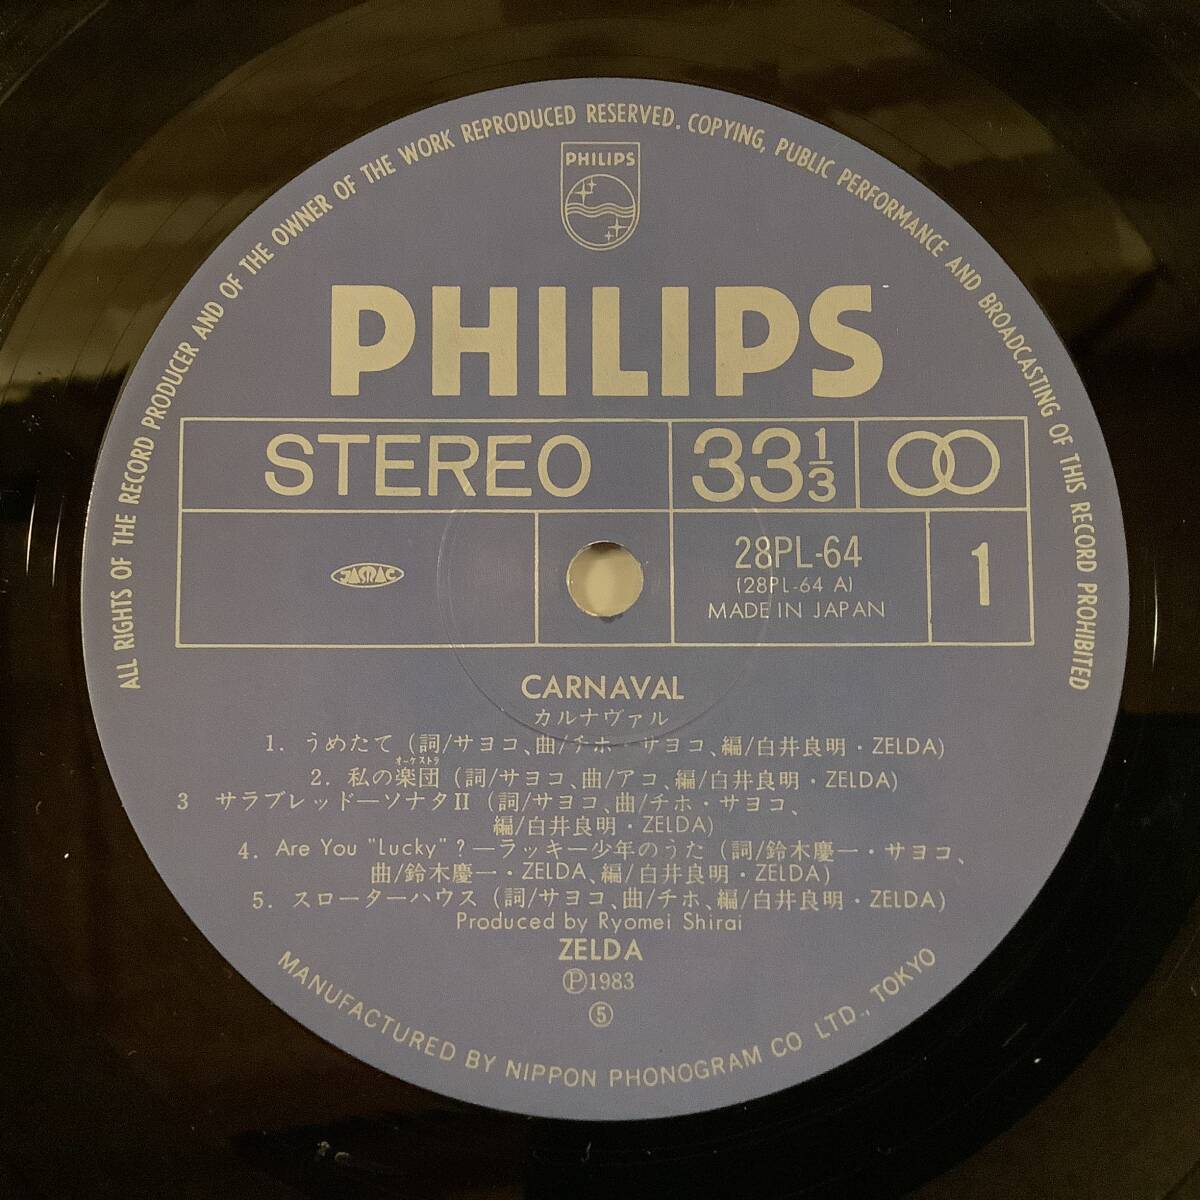 ALL RIGHTS OF THE RECORD PRODUCER AND OF THE OWNER OF THE WORK REPRODUCED RESERVED. COPYING, PUBLIC PERFORMANCE AND BROADCASTING OF THIS RECORD PROHIBITED
PHILIPS
PHILIPS
STEREO
33 1/3
JASRAC
28PL-64
(28PL-64 A)
MADE IN JAPAN
1
CARNAVAL
カルナヴァル
1. うめたて (詞/サヨコ、曲/チホ・サヨコ、編/白井良明・ZELDA)
オーケストラ
2. 私の楽団 (詞/サヨコ、曲/アコ、編/白井良明・ZELDA)
3 サラブレッドーソナタII (詞/サヨコ、曲/チホ・サヨコ、
編/白井良明・ZELDA)
4. Are You "Lucky"?—ラッキー少年のうた (詞/鈴木慶一・サヨコ、
曲/鈴木慶一・ZELDA、編/白井良明・ZELDA)
5. スローターハウス (詞/サヨコ、曲/チホ、編/白井良明・ZELDA)
Produced by Ryomei Shirai
ZELDA
Ⓟ1983
⑤
MANUFACTURED BY NIPPON PHONOGRAM CO LTD., TOKYO